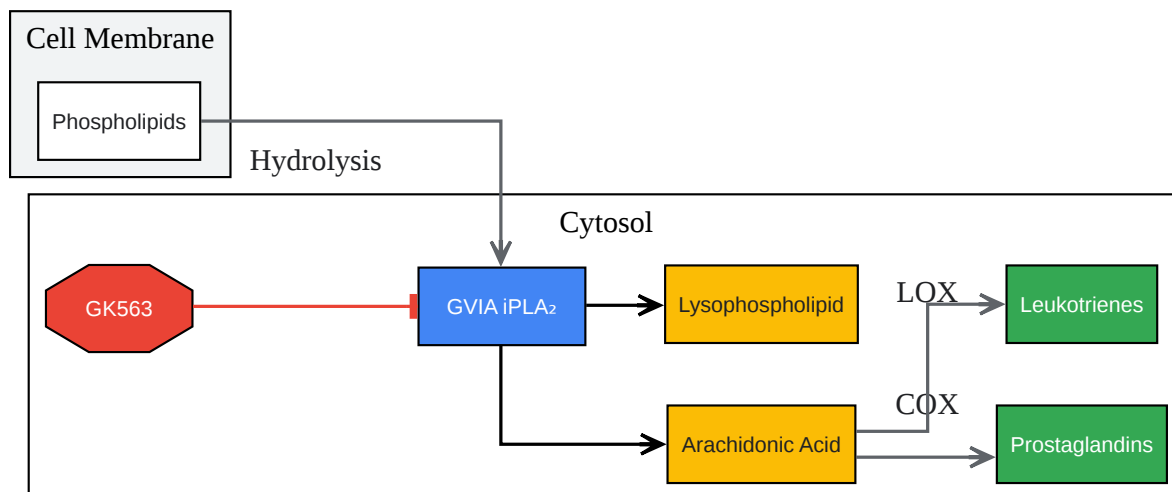 Cell Membrane
Phospholipids
Hydrolysis
Cytosol
GK563
GVIA iPLA₂
Lysophospholipid
LOX
Leukotrienes
COX
Arachidonic Acid
Prostaglandins